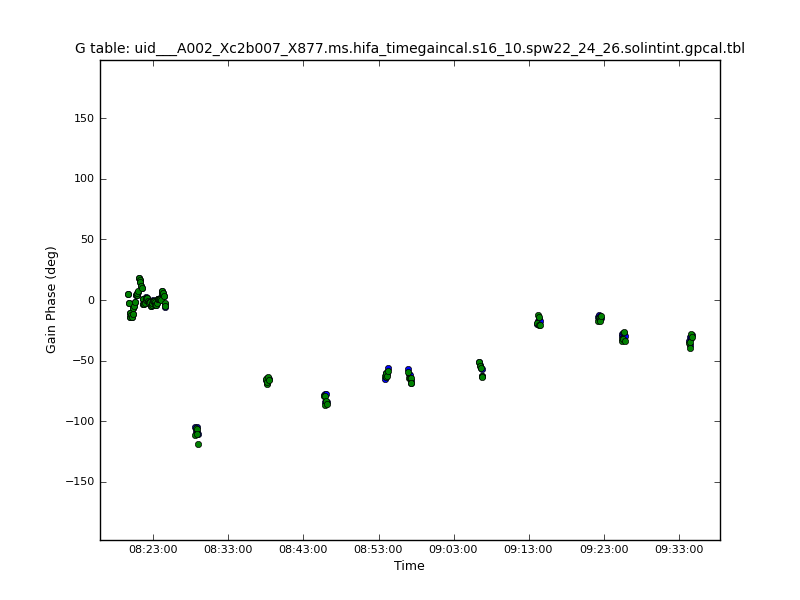 G table: uid___A002_Xc2b007_X877.ms.hifa_timegaincal.s16_10.spw22_24_26.solintint.gpcal.tbl
150
100
50
0
−50
−100
−150
Gain Phase (deg)
08:23:00 08:33:00 08:43:00 08:53:00 09:03:00 09:13:00 09:23:00 09:33:00
Time